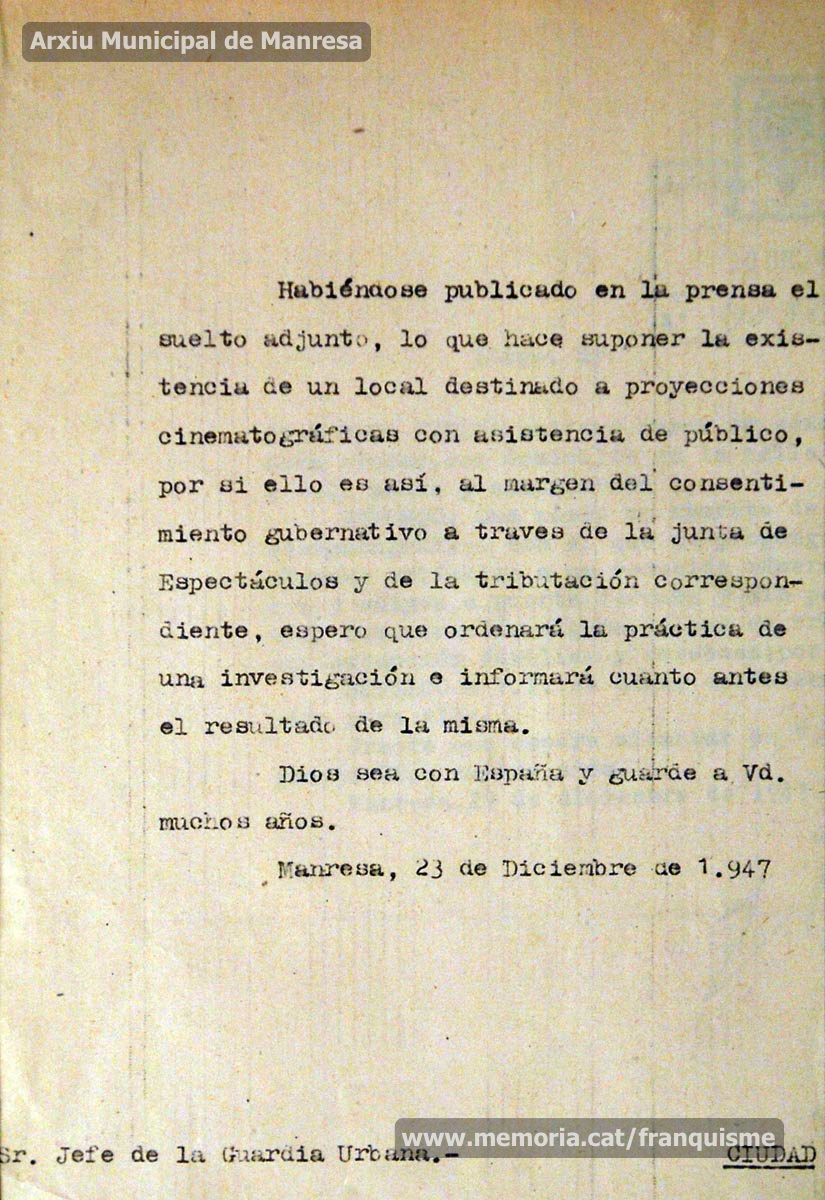 Arxiu Municipal de Manresa
Habiéndose publicado en la prensa el
suelto adjunto, lo que hace suponer la exis-
tencia de un local destinado a proyecciones
cinematográficas con asistencia de público,
por si ello es así, al margen del consenti-
miento gubernativo a traves de la junta de
Espectáculos y de la tributación correspon-
diente, espero que ordenará la práctica de
una investigación e informará cuanto antes
el resultado de la misma.
Dios sea con España y guarde a Vd.
muchos años.
Manresa, 23 de Diciembre de 1.947
www.memoria.cat/franquisme
Sr. Jefe de la Guardia Urbana.- CIUDAD